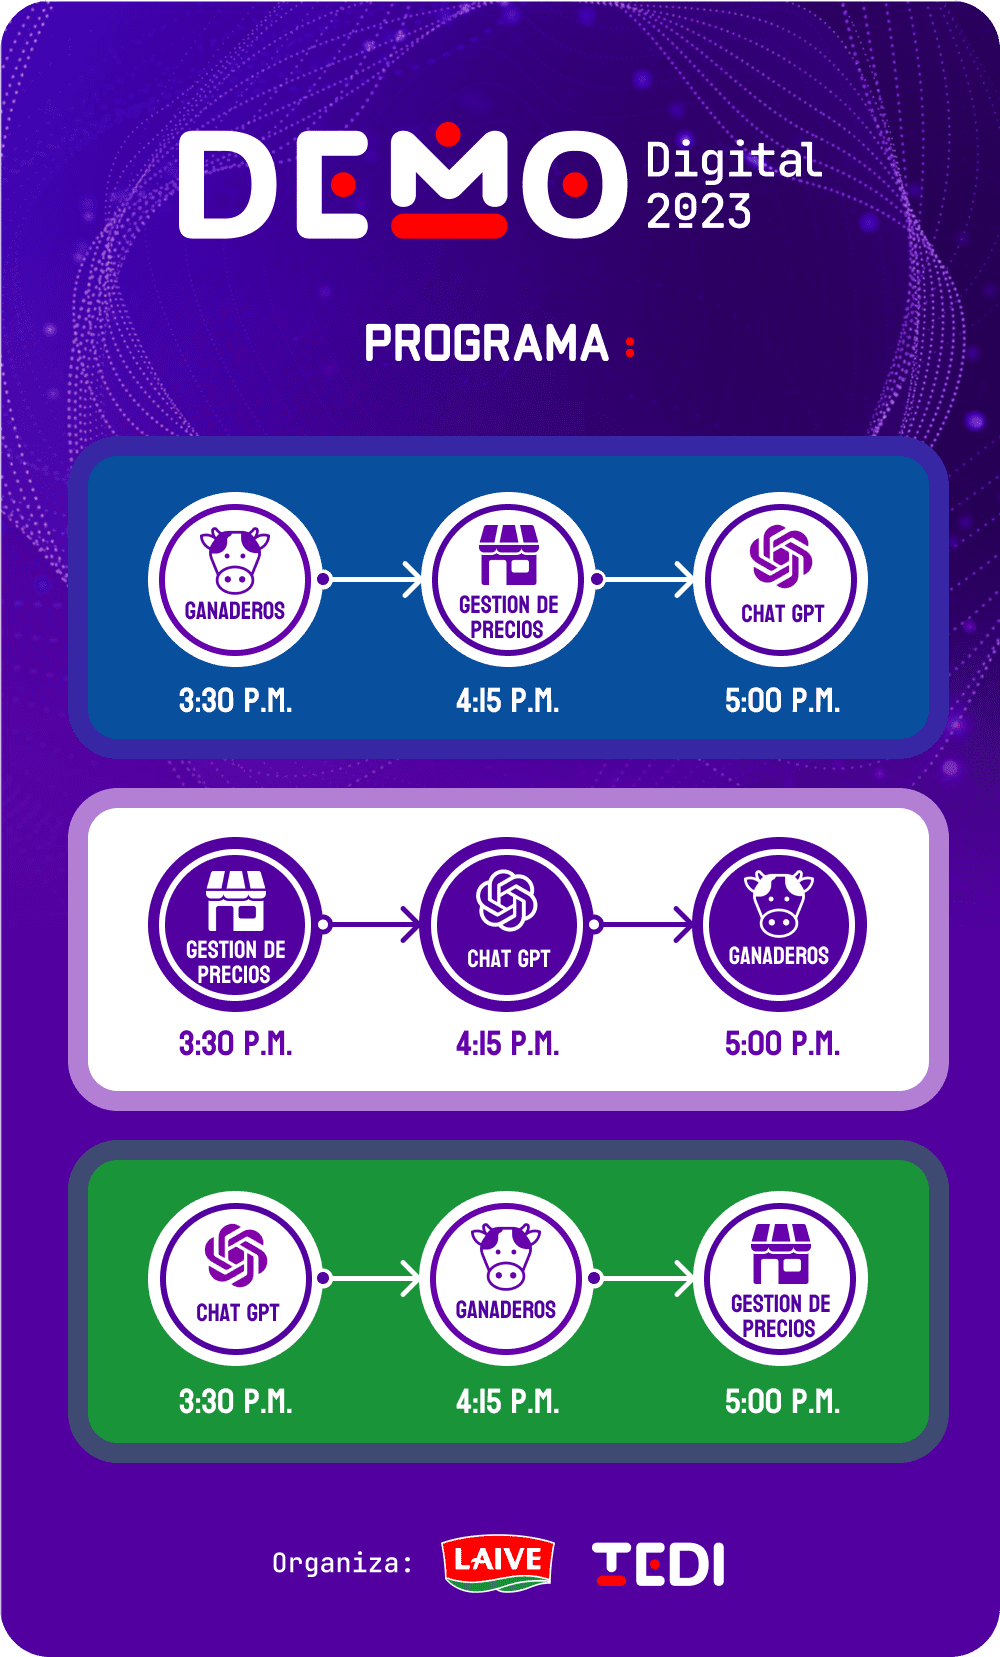 DEMO Digital
2023
PROGRAMA :
GANADEROS
GESTION DE
PRECIOS
CHAT GPT
3:30 P.M. 4:15 P.M. 5:00 P.M.
GESTION DE
PRECIOS
CHAT GPT
GANADEROS
3:30 P.M. 4:15 P.M. 5:00 P.M.
CHAT GPT
GANADEROS
GESTION DE
PRECIOS
3:30 P.M. 4:15 P.M. 5:00 P.M.
Organiza: LAIVE TEDI